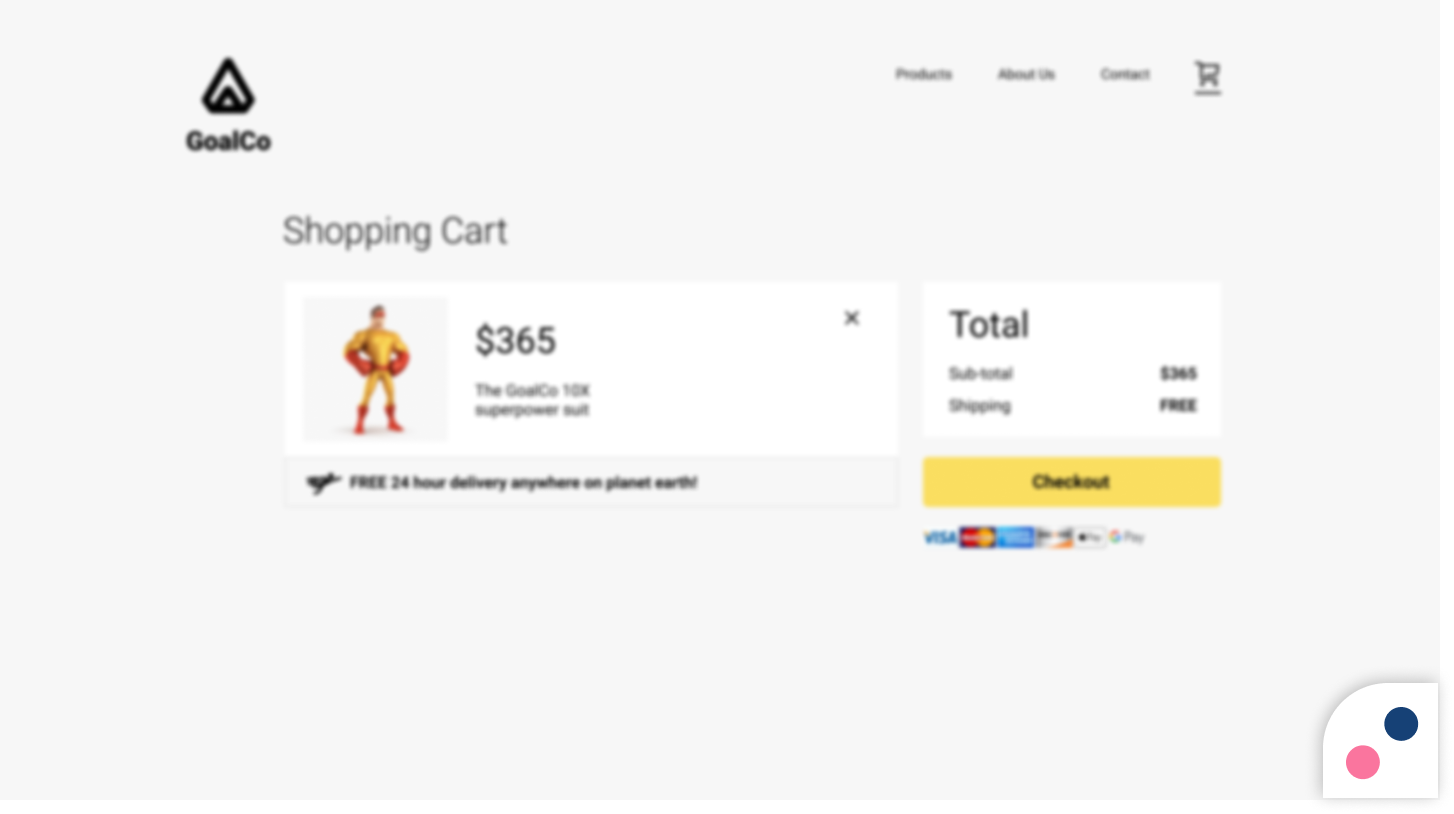 Products
About Us
Contact
GoalCo
Shopping Cart
$365
The GoalCo 10X
superpower suit
FREE 24 hour delivery anywhere on planet earth!
Total
Sub-total $365
Shipping FREE
Checkout
VISA
G Pay